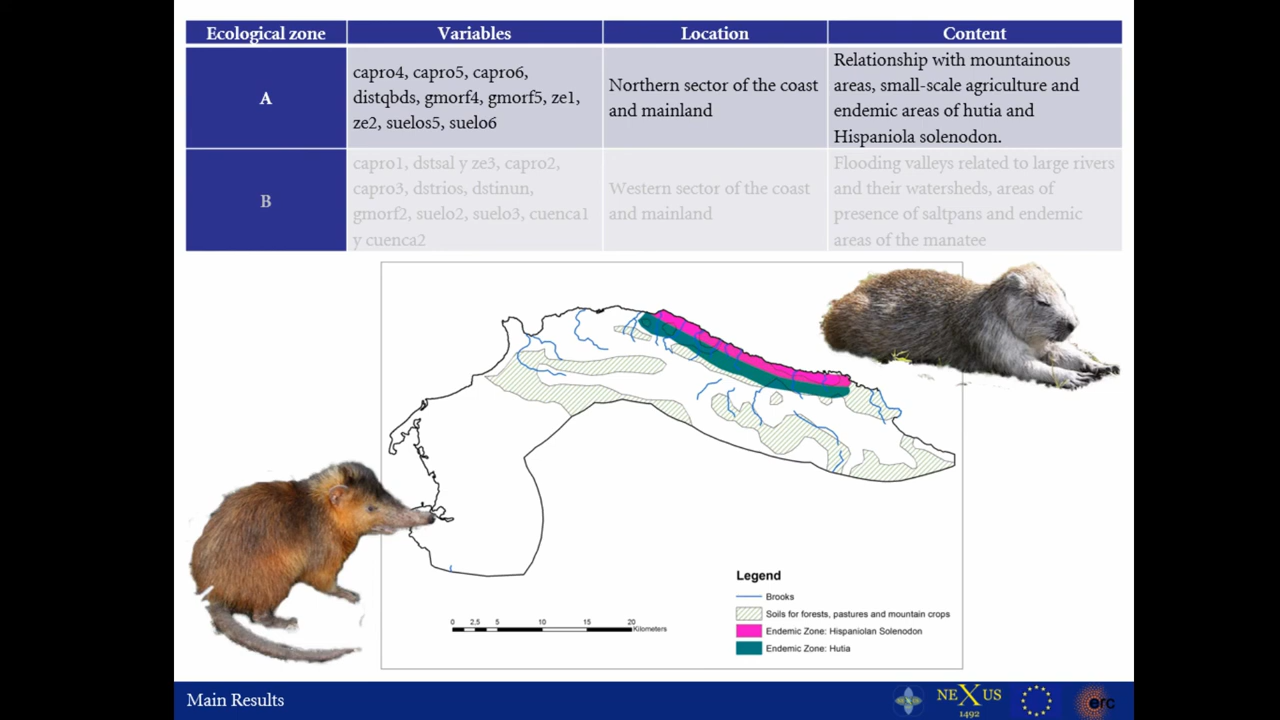 Ecological zone Variables Location Content
A
capro4, capro5, capro6,
distqbds, gmorf4, gmorf5, ze1,
ze2, suelos5, suelo6
Northern sector of the coast
and mainland
Relationship with mountainous
areas, small-scale agriculture and
endemic areas of hutia and
Hispaniola solenodon.
B
capro1, dstsal y ze3, capro2,
capro3, dstrios, dstinun,
gmorf2, suelo2, suelo3, cuenca1
y cuenca2
Western sector of the coast
and mainland
Flooding valleys related to large rivers
and their watersheds, areas of
presence of saltpans and endemic
areas of the manatee
Legend
Brooks
Soils for forests, pastures and mountain crops
Endemic Zone: Hispaniolan Solenodon
Endemic Zone: Hutia
0 2,5 5 10 15 20
Kilometers
Main Results
NEXUS
1492
erc